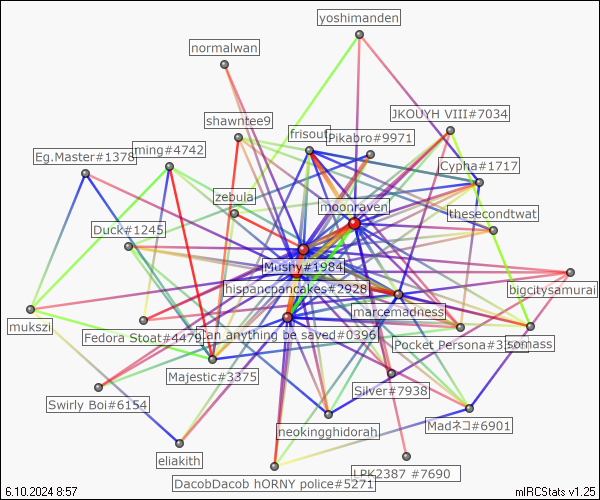 yoshimanden
normalwan
JKOUYH VIII#7034
shawntee9
frisout
Pikabro#9971
Eg.Master#1378
ming#4742
Cypha#1717
zebula
moonraven
thesecondtwat
Duck#1245
Mushy#1984
hispancpancakes#2928
bigcitysamurai
marcemadness
mukszi
Fedora Stoat#4470
can anything be saved#0396
Pocket Persona#33
somass
Majestic#3375
Silver#7938
Swirly Boi#6154
neokingghidorah
Madネコ#6901
eliakith
LPK2387 #7690
DacobDacob hORNY police#5271
6.10.2024 8:57
mIRCStats v1.25